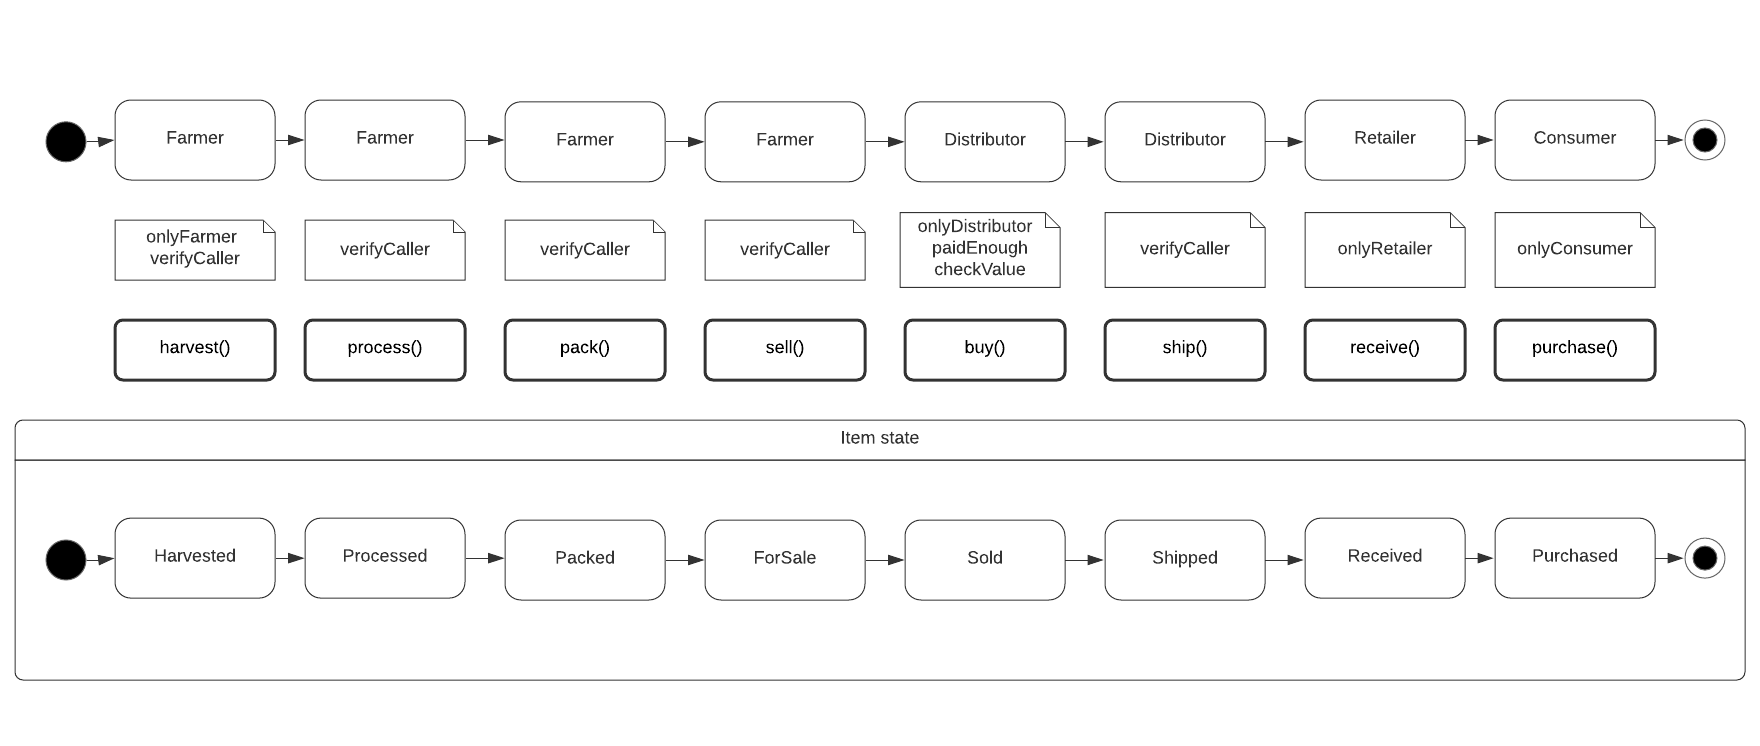 Farmer
Farmer
Farmer
Farmer
Distributor
Distributor
Retailer
Consumer
onlyFarmer
verifyCaller
verifyCaller
verifyCaller
verifyCaller
onlyDistributor
paidEnough
checkValue
verifyCaller
onlyRetailer
onlyConsumer
harvest()
process()
pack()
sell()
buy()
ship()
receive()
purchase()
Item state
Harvested
Processed
Packed
ForSale
Sold
Shipped
Received
Purchased